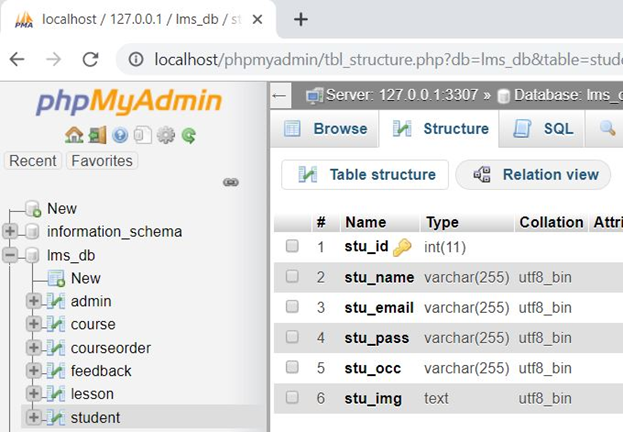 localhost / 127.0.0.1 / lms_db / st
localhost/phpmyadmin/tbl_structure.php?db=lms_db&table=stude
phpMyAdmin
Recent Favorites
New
information_schema
lms_db
New
admin
course
courseorder
feedback
lesson
student
Server: 127.0.0.1:3307 » Database: lms_
Browse Structure SQL
Table structure Relation view
# Name Type Collation Attri
1 stu_id int(11)
2 stu_name varchar(255) utf8_bin
3 stu_email varchar(255) utf8_bin
4 stu_pass varchar(255) utf8_bin
5 stu_occ varchar(255) utf8_bin
6 stu_img text utf8_bin